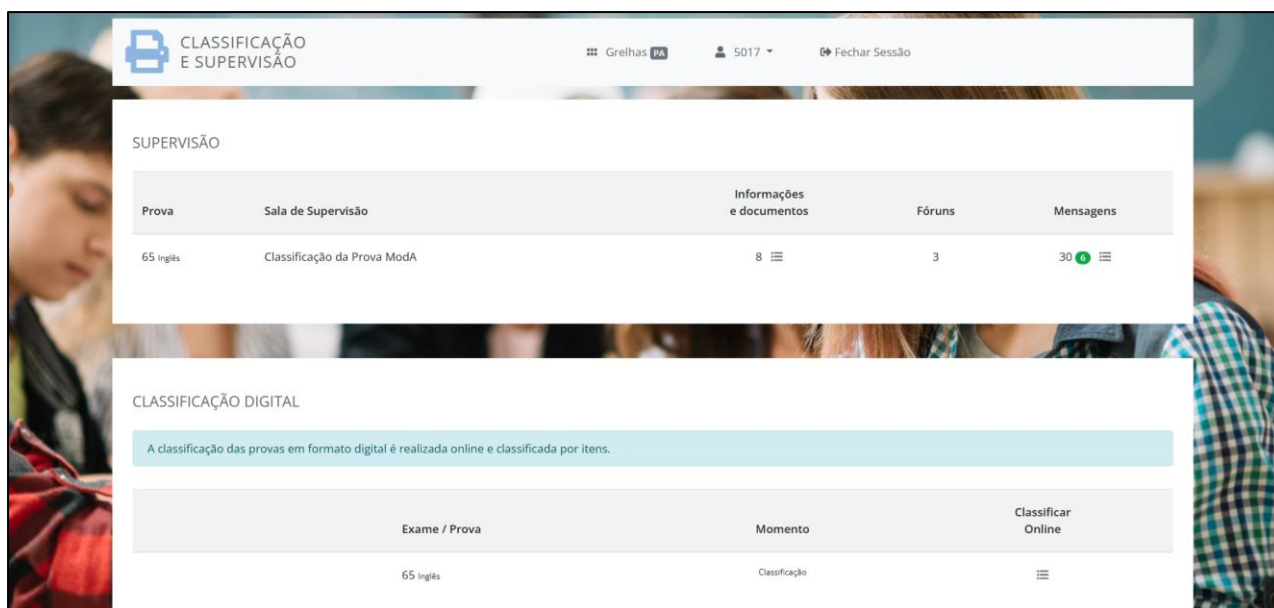 CLASSIFICAÇÃO
E SUPERVISÃO
Grelhas PA
5017
Fechar Sessão
SUPERVISÃO
Prova Sala de Supervisão Informações e documentos Fóruns Mensagens
65 Inglês Classificação da Prova ModA 8 3 30 6
CLASSIFICAÇÃO DIGITAL
A classificação das provas em formato digital é realizada online e classificada por itens.
Exame / Prova Momento Classificar Online
65 Inglês Classificação